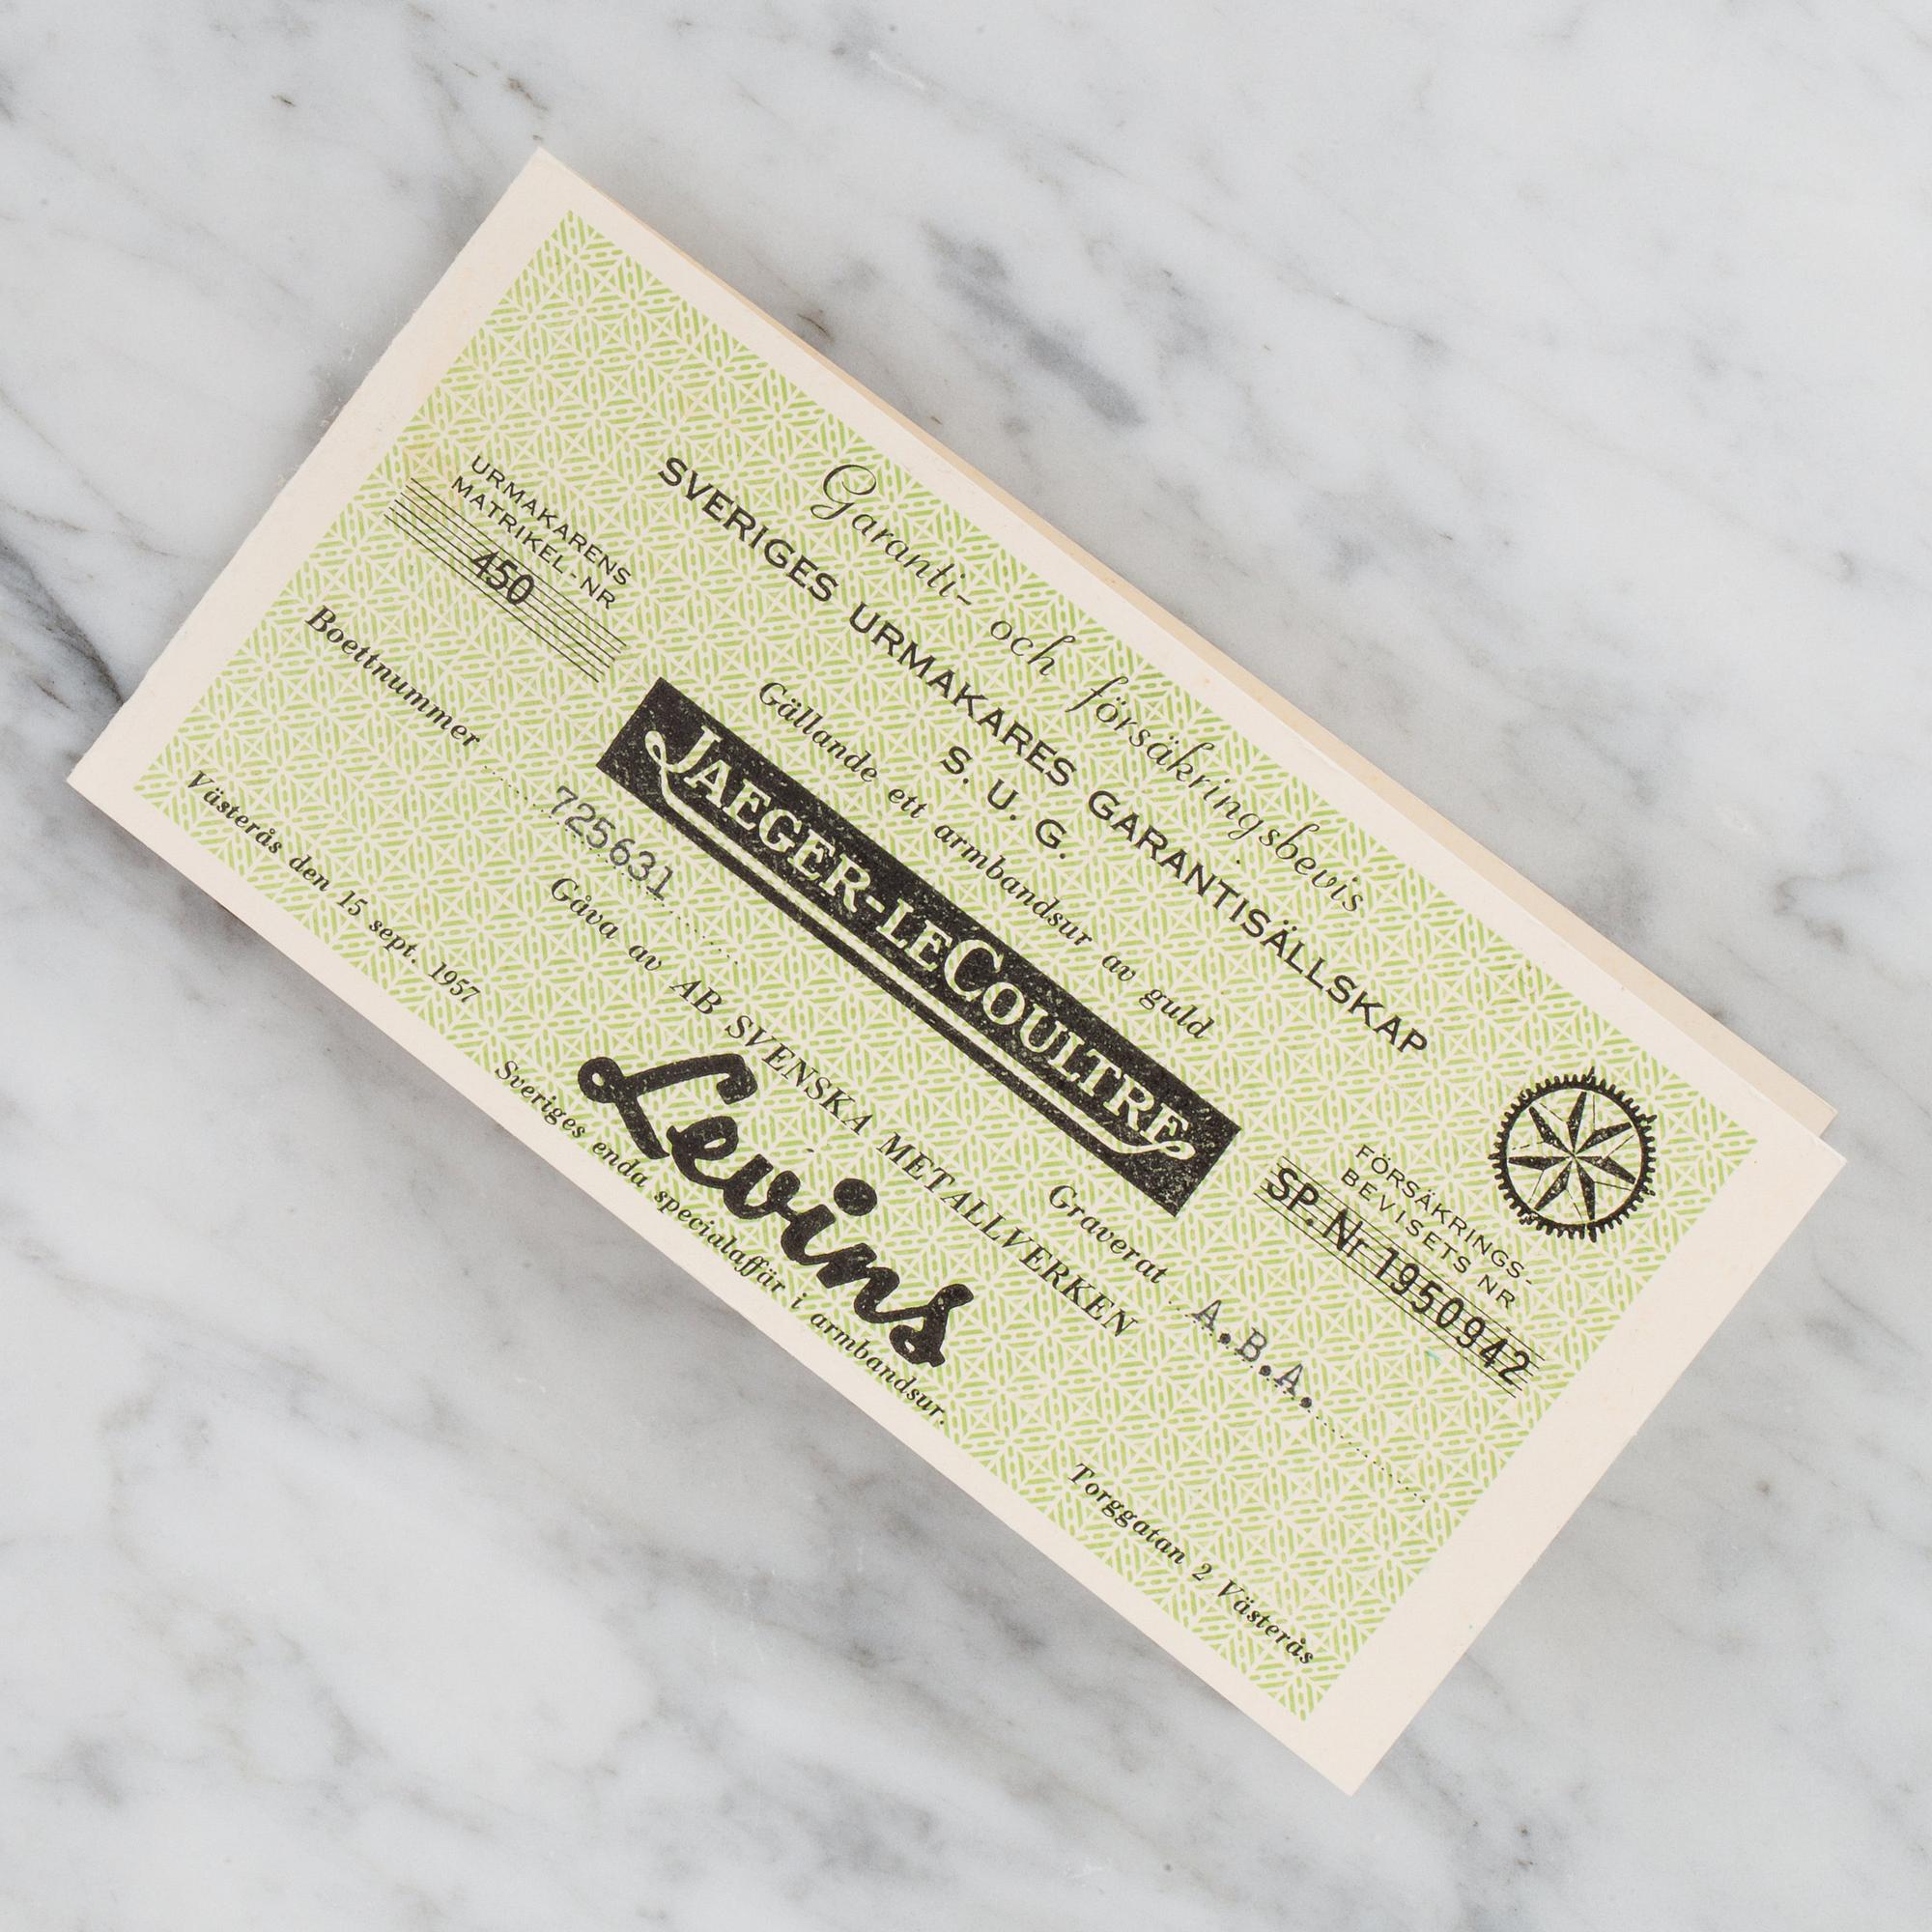 Garanti- och försäkringsbevis
SVERIGES URMAKARES GARANTISÄLLSKAP
S. U. G.
URMAKARENS
MATRIKEL-NR
450
Gällande ett armbandsur av guld
JAEGER-LECOULTRE
FÖRSÄKRINGS-
BEVISETS NR
SP. Nr 1950942
Boettnummer 725631
Graverat A.B.A.
Gåva av AB SVENSKA METALLVERKEN
Västerås den 15 sept. 1957
Levins
Sveriges enda specialaffär i armbandsur.
Torggatan 2 Västerås